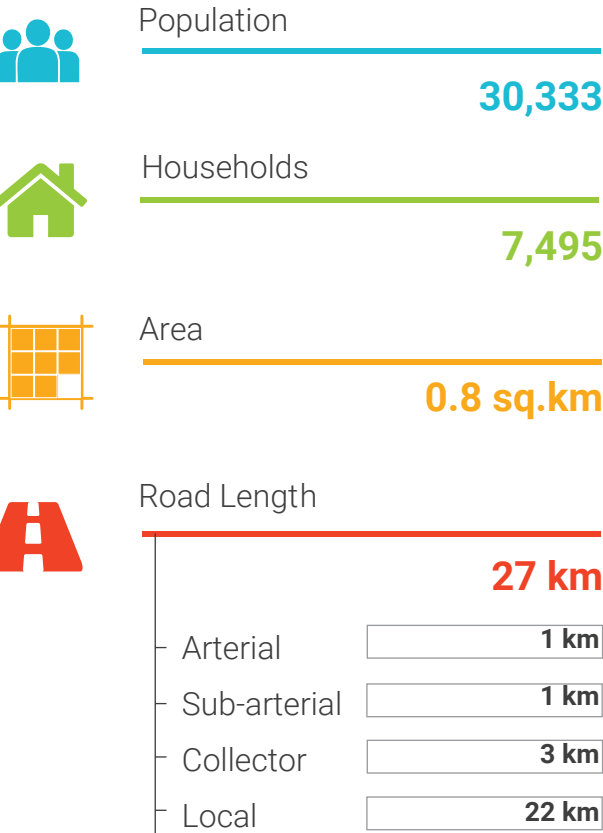 Population
30,333
Households
7,495
Area
0.8 sq.km
Road Length
27 km
Arterial 1 km
Sub-arterial 1 km
Collector 3 km
Local 22 km